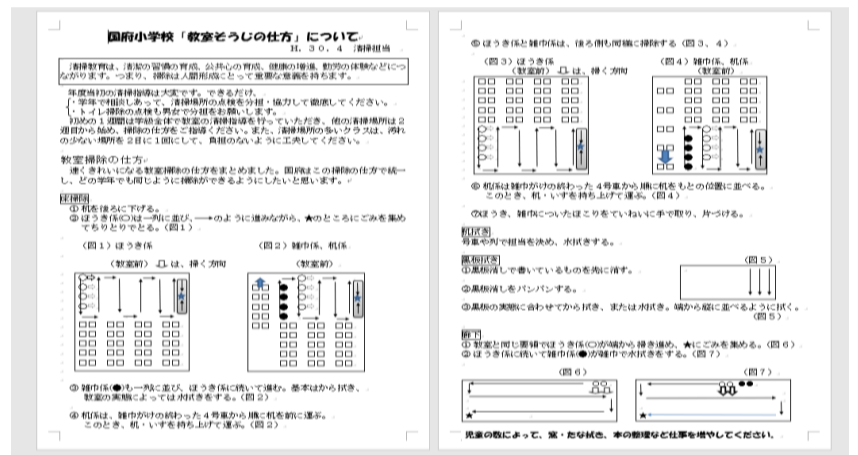 国府小学校「教室そうじの仕方」について
H.30.4 清掃担当
清掃教育は、清潔の習慣の育成、公共心の育成、健康の増進、勤労の体験などにつ
ながります。つまり、掃除は人間形成にとって重要な意義を持ちます。
年度当初の清掃指導は大変です。できるだけ、
・学年で相談しあって、清掃場所の点検を分担・協力して徹底してください。
・トイレ掃除の点検も男女で分担をお願いします。
初めの1週間は学級全体で教室の清掃指導を行っていただき、他の清掃場所は2
週目から始め、掃除の仕方をご指導ください。また、清掃場所の多いクラスは、汚れ
の少ない場所を2日に1回にして、負担のないように工夫してください。
教室掃除の仕方
速くきれいになる教室掃除の仕方をまとめました。国府はこの掃除の仕方で統一
し、どの学年でも同じように掃除ができるようにしたいと思います。
床掃除
①机を後ろに下げる。
②ほうき係(〇)は一列に並び、→のように進みながら、★のところにごみを集め
てちりとりでとる。(図1)
(図1)ほうき係
(図2)雑巾係、机係
(教室前) は、掃く方向
(教室前)
③雑巾係(●)も一列に並び、ほうき係に続いて進む。基本はから拭き、
教室の実態によっては水拭きをする。(図2)
④机係は、雑巾がけの終わった4号車から順に机を前に運ぶ。
このとき、机・いすを持ち上げて運ぶ。(図2)
⑤ほうき係と雑巾係は、後ろ側も同様に掃除する(図3、4)
(図3)ほうき係
(図4)雑巾係、机係
(教室前) は、掃く方向
(教室前)
⑥机係は雑巾がけの終わった4号車から順に机をもとの位置に並べる。
このとき、机・いすを持ち上げて運ぶ。(図4)
⑦ほうき、雑巾についたほこりをていねいに手で取り、片づける。
机拭き
号車や列で担当を決め、水拭きする。
黒板拭き
(図5)
①黒板消しで書いているものを先に消す。
②黒板消しをパンパンする。
③黒板の実態に合わせてから拭き、または水拭き。端から縦に並べるように拭く。
(図5)
廊下
①教室と同じ要領でほうき係(〇)が端から掃き進め、★にごみを集める。(図6)
②ほうき係に続いて雑巾係(●)が雑巾で水拭きをする。(図7)
(図6)
(図7)
児童の数によって、窓・たな拭き、本の整理など仕事を増やしてください。